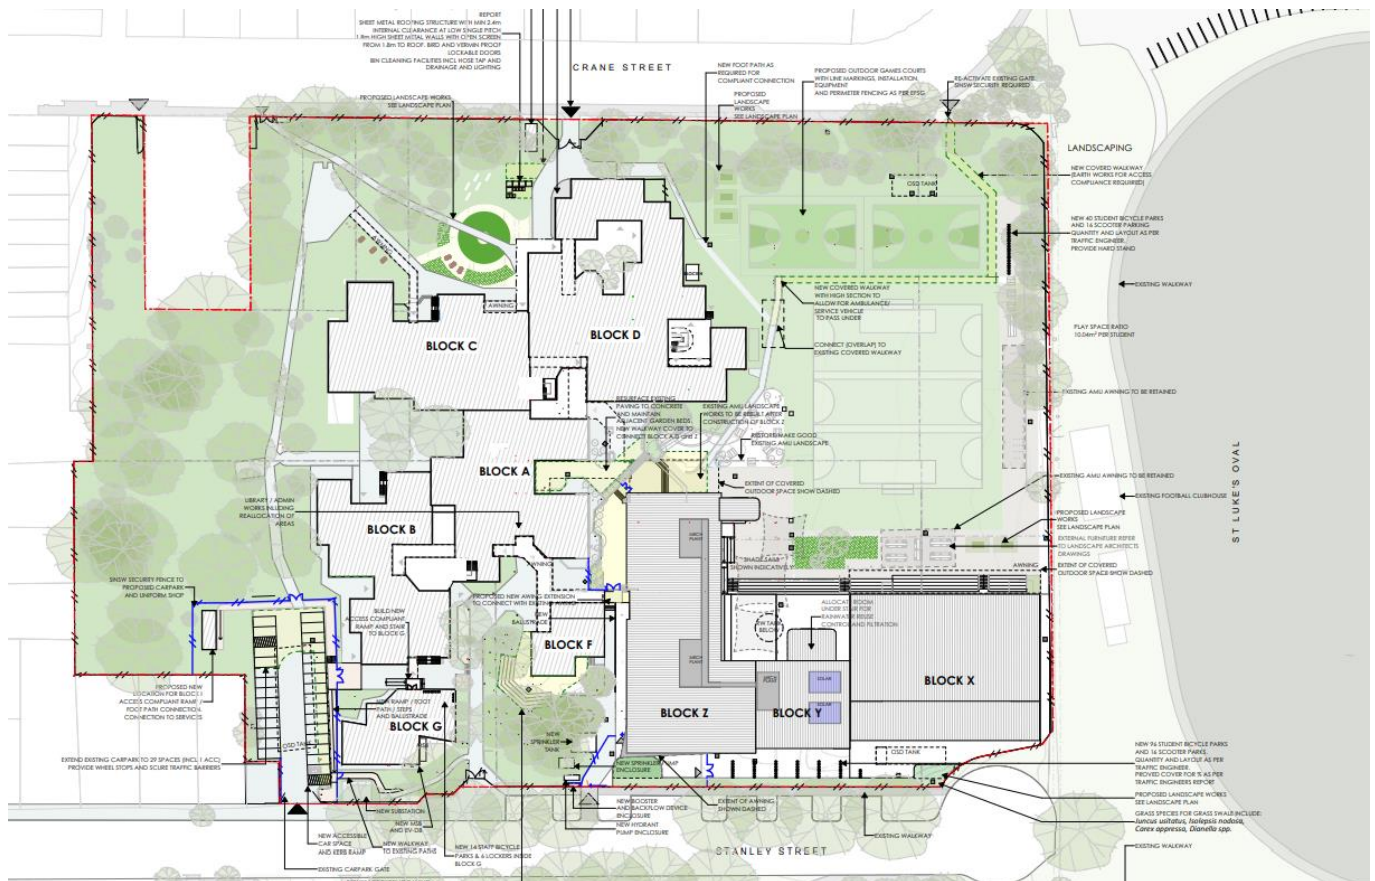 REPORT
SHEET METAL ROOFING STRUCTURE WITH MIN 2.4m
INTERNAL CLEARANCE AT LOW SINGLE PITCH
1.8m HIGH SHEET METAL WALLS WITH OPEN SCREEN
FROM 1.8m TO ROOF. BIRD AND VERMIN PROOF
LOCKABLE DOORS
BIN CLEANING FACILITIES INCL HOSE TAP AND
DRAINAGE AND LIGHTING
CRANE STREET
NEW FOOT PATH AS
REQUIRED FOR
COMPLIANT CONNECTION
PROPOSED OUTDOOR GAMES COURTS
WITH LINE MARKINGS, INSTALLATION,
EQUIPMENT
AND PERIMETER FENCING AS PER EFSG
RE-ACTIVATE EXISTING GATE.
SINSW SECURITY REQUIRED
PROPOSED LANDSCAPE WORKS
SEE LANDSCAPE PLAN
PROPOSED
LANDSCAPE
WORKS
SEE LANDSCAPE PLAN
LANDSCAPING
NEW COVERD WALKWAY
(EARTH WORKS FOR ACCESS
COMPLIANCE REQUIRED)
OSD TANK
NEW 40 STUDENT BICYCLE PARKS
AND 16 SCOOTER PARKING
QUANTITY AND LAYOUT AS PER
TRAFFIC ENGINEER.
PROVIDE HARD STAND
AWNING
EXISTING WALKWAY
NEW COVERED WALKWAY
WITH HIGH SECTION TO
ALLOW FOR AMBULANCE/
SERVICE VEHICLE
TO PASS UNDER
AWNING
BLOCK D
BLOCK C
PLAY SPACE RATIO
10.04m² PER STUDENT
CONNECT (OVERLAP) TO
EXISTING COVERED WALKWAY
EXISTING AMU AWNING TO BE RETAINED
RESURFACE EXISTING
PAVING TO CONCRETE
AND MAINTAIN
ADJACENT GARDEN BEDS.
NEW WALKWAY COVER TO
EXISTING AMU LANDSCAPE
WORKS TO BE REBUILT AFTER
CONSTRUCTION OF BLOCK Z
RESTORE/MAKE GOOD
EXISTING AMU LANDSCAPE
BLOCK A
EXTENT OF COVERED
OUTDOOR SPACE SHOW DASHED
EXISTING AMU AWNING TO BE RETAINED
EXISTING FOOTBALL CLUBHOUSE
ST LUKE'S OVAL
LIBRARY / ADMIN
WORKS INLUDING
REALLOCATION OF
AREAS
BLOCK B
PROPOSED LANDSCAPE
WORKS
SEE LANDSCAPE PLAN
EXTERNAL FURNITURE REFER
TO LANDSCAPE ARCHITECTS
DRAWINGS
MECH
PLANT
SHOWN INDICATIVELY
AWNING
AWNING
EXTENT OF COVERED
OUTDOOR SPACE SHOW DASHED
SINSW SECURITY FENCE TO
PROPOSED CARPARK
AND UNIFORM SHOP
PROPOSED NEW AWING EXTENSION
TO CONNECT WITH EXISTING
NEW
BALUSTRADE
BUILD NEW
ACCESS COMPLIANT
RAMP AND STAIR
TO BLOCK G
ALLOCATE ROOM
UNDER STAIR FOR
RAINWATER REUSE
CONTROL AND FILTRATION
BELOW
BLOCK F
MECH
PLANT
SOLAR
SOLAR
BLOCK X
PROPOSED NEW
LOCATION FOR BLOCK I
ACCESS COMPLIANT RAMP /
FOOT PATH CONNECTION.
CONNECTION TO SERVICES
NEW RAMP / FOOT
PATH / STEPS
AND BALUSTRADE
BLOCK G
BLOCK Z
BLOCK Y
NEW
SPRINKLER
TANK
OSD TANK
OSD TANK
EXTEND EXISTING CARPARK TO 29 SPACES (INCL 1 ACC)
PROVIDE WHEEL STOPS AND SCURE TRAFFIC BARRIERS
ENCLOSURE
NEW 96 STUDENT BICYCLE PARKS
AND 16 SCOOTER PARKS.
QUANTITY AND LAYOUT AS PER
TRAFFIC ENGINEER.
PROVED COVER FOR % AS PER
TRAFFIC ENGINEERS REPORT
PROPOSED LANDSCAPE WORKS
SEE LANDSCAPE PLAN
GRASS SPECIES FOR GRASS SWALE INCLUDE:
Juncus usitatus, Isolepsis nodosa,
Carex appressa, Dianella spp.
NEW SUBSTATION
NEW MSB
AND EV-DB
NEW BOOSTER
AND BACKFLOW DEVICE
ENCLOSURE
NEW HYDRANT
PUMP ENCLOSURE
EXTENT OF AWNING
SHOWN DASHED
NEW ACCESSIBLE
CAR SPACE
AND KERB RAMP
NEW WALKWAY
TO EXISTING PATHS
NEW 14 STAFF BICYCLE
PARKS & 6 LOCKERS INSIDE
BLOCK G
EXISTING WALKWAY
STANLEY STREET
EXISTING WALKWAY
EXISTING CARPARK GATE